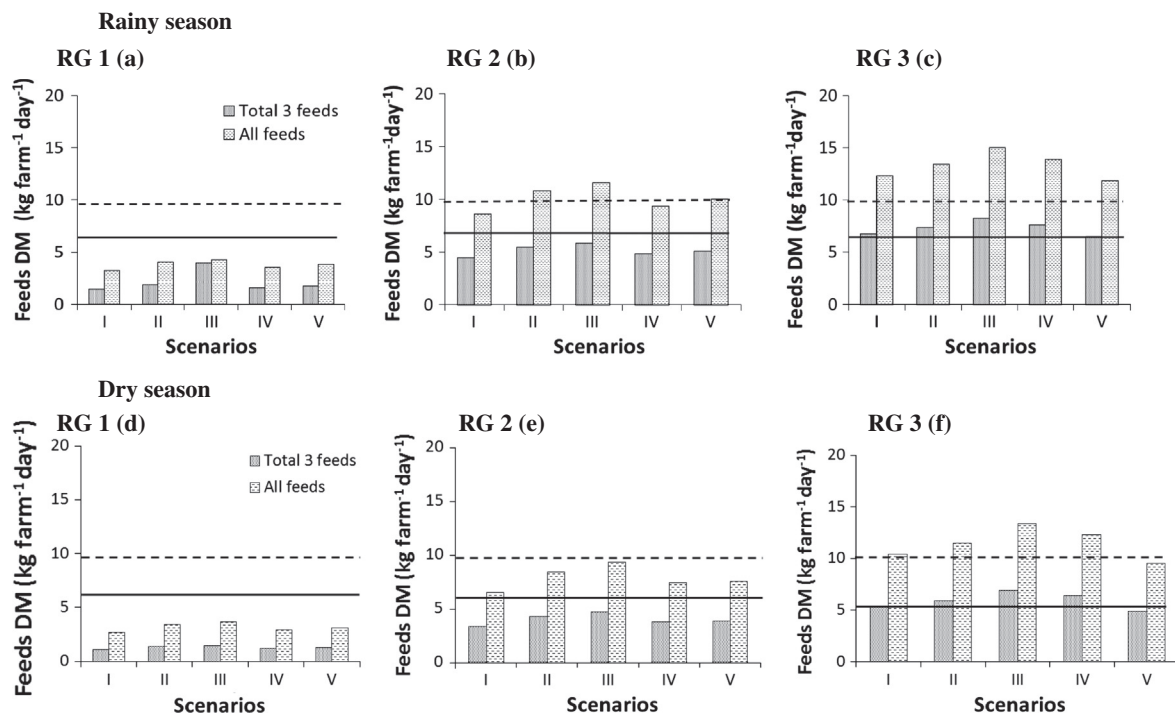 Rainy season
RG 1 (a)
Feeds DM (kg farm⁻¹ day⁻¹)
20
15
10
5
0
Total 3 feeds
All feeds
I II III IV V
Scenarios
RG 2 (b)
Feeds DM (kg farm⁻¹day⁻¹)
20
15
10
5
0
I II III IV V
Scenarios
RG 3 (c)
Feeds DM (kg farm⁻¹day⁻¹)
20
15
10
5
0
I II III IV V
Scenarios
Dry season
RG 1 (d)
Feeds DM (kg farm⁻¹ day⁻¹)
20
15
10
5
0
Total 3 feeds
All feeds
I II III IV V
Scenarios
RG 2 (e)
Feeds DM (kg farm⁻¹ day⁻¹)
20
15
10
5
0
I II III IV V
Scenarios
RG 3 (f)
Feeds DM (kg farm⁻¹ day⁻¹)
20
15
10
5
0
I II III IV V
Scenarios